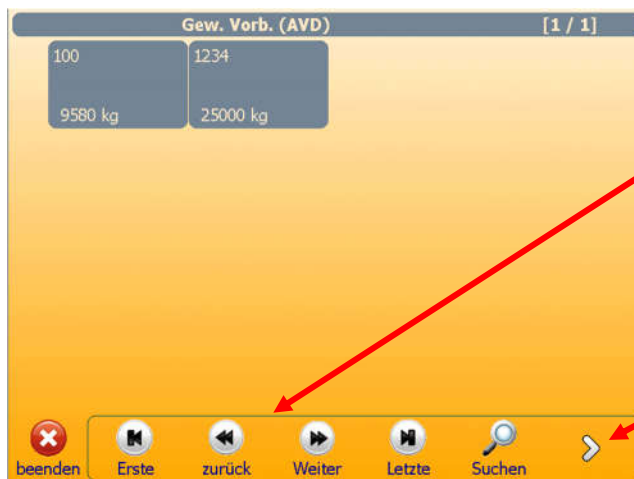 Gew. Vorb. (AVD) [1 / 1]
100 1234
9580 kg 25000 kg
beenden Erste zurück Weiter Letzte Suchen